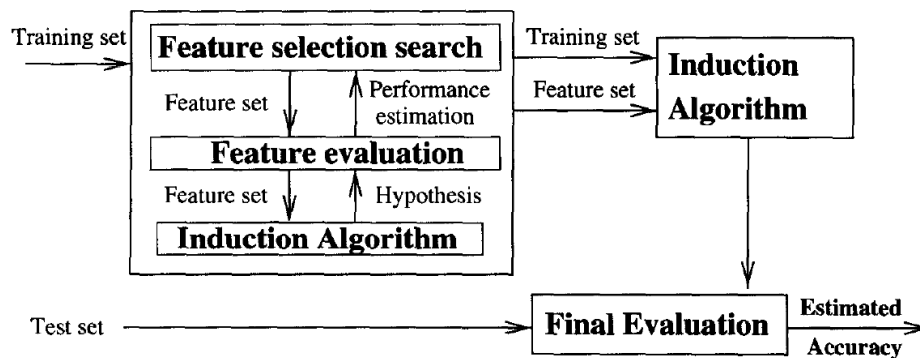 Training set
Feature selection search
Feature set
Performance
estimation
Feature evaluation
Feature set
Hypothesis
Induction Algorithm
Training set
Feature set
Induction
Algorithm
Test set
Final Evaluation
Estimated
Accuracy